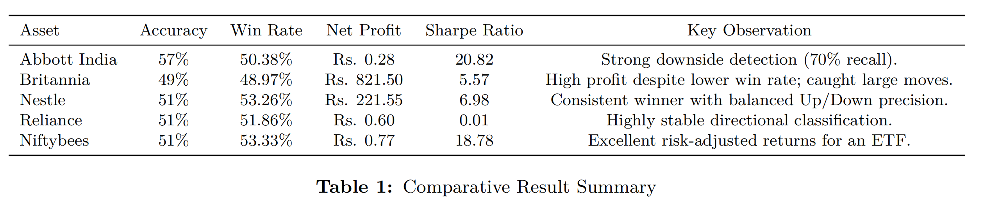 Asset Accuracy Win Rate Net Profit Sharpe Ratio Key Observation
Abbott India 57% 50.38% Rs. 0.28 20.82 Strong downside detection (70% recall).
Britannia 49% 48.97% Rs. 821.50 5.57 High profit despite lower win rate; caught large moves.
Nestle 51% 53.26% Rs. 221.55 6.98 Consistent winner with balanced Up/Down precision.
Reliance 51% 51.86% Rs. 0.60 0.01 Highly stable directional classification.
Niftybees 51% 53.33% Rs. 0.77 18.78 Excellent risk-adjusted returns for an ETF.
Table 1: Comparative Result Summary